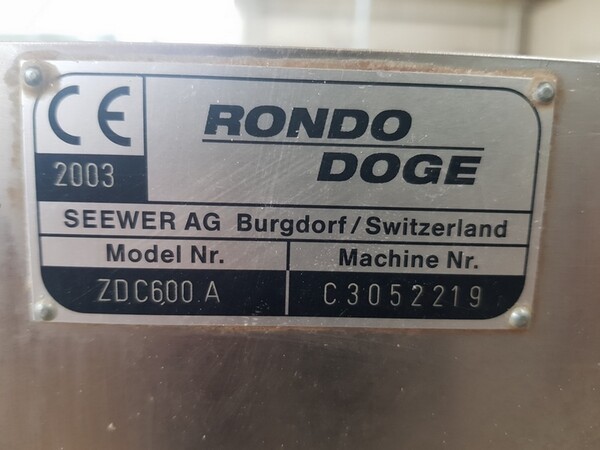 CE
2003
RONDO
DOGE
SEEWER AG Burgdorf/Switzerland
Model Nr. Machine Nr.
ZDC600 A C3052219